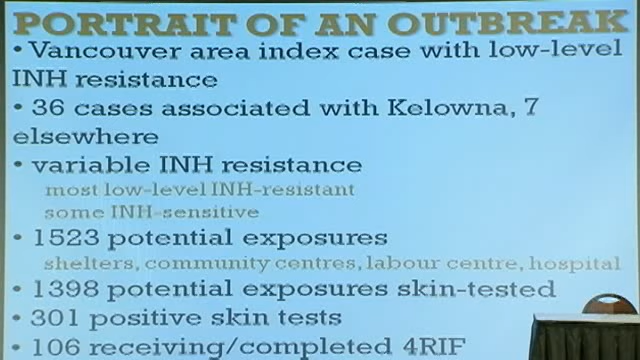 PORTRAIT OF AN OUTBREAK
• Vancouver area index case with low-level
INH resistance
• 36 cases associated with Kelowna, 7
elsewhere
• variable INH resistance
most low-level INH-resistant
some INH-sensitive
• 1523 potential exposures
shelters, community centres, labour centre, hospital
• 1398 potential exposures skin-tested
• 301 positive skin tests
• 106 receiving/completed 4RIF